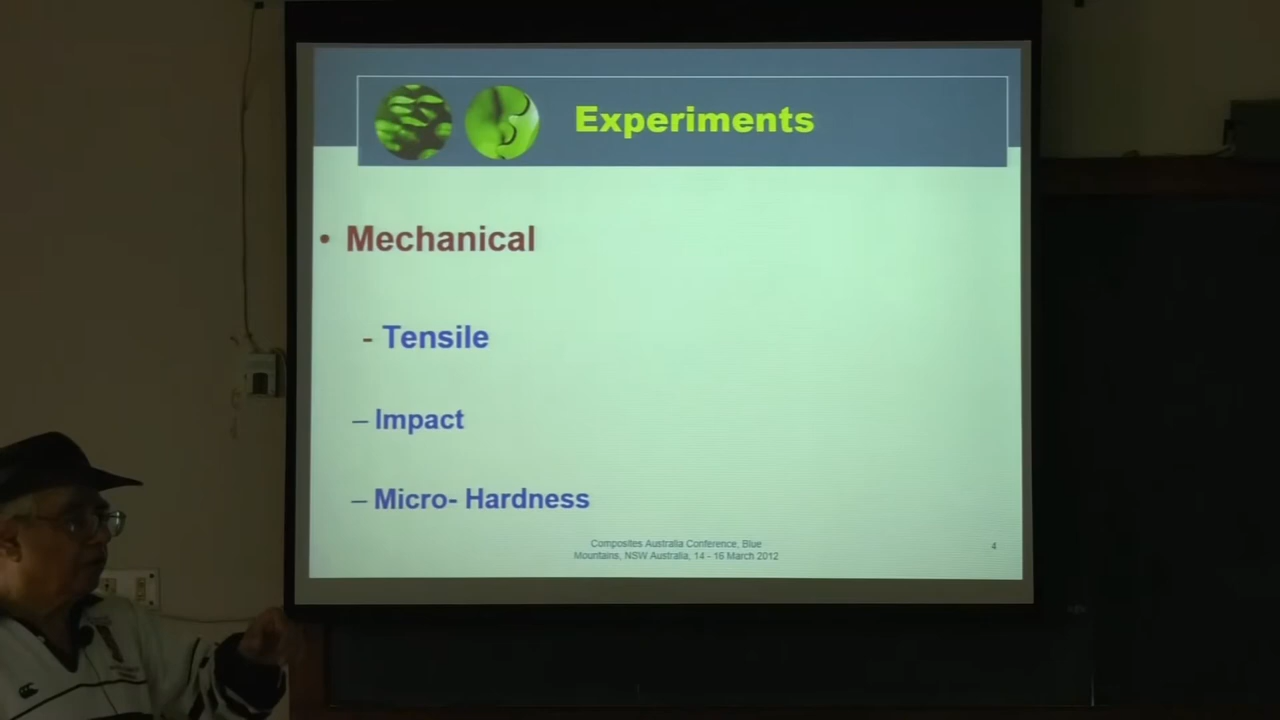 Experiments
• Mechanical
- Tensile
– Impact
– Micro- Hardness
Composites Australia Conference, Blue
Mountains, NSW Australia, 14 - 16 March 2012
4